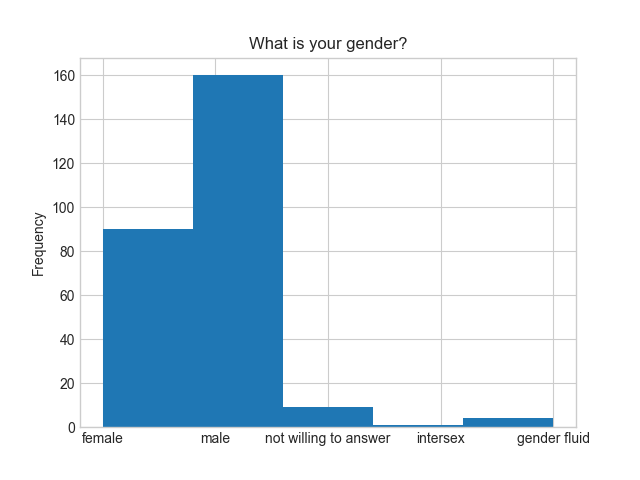 What is your gender?
Frequency
160
140
120
100
80
60
40
20
0
female
male
not willing to answer
intersex
gender fluid